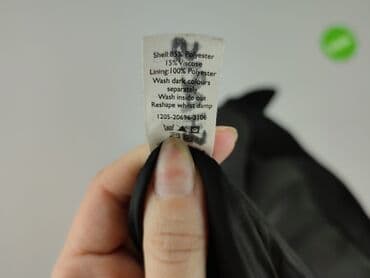 Shell:85% Polyester
15% Viscose
Lining:100% Polyester
Wash dark colours
separately
Wash inside out
Reshape whilst damp
1205-20696-3106